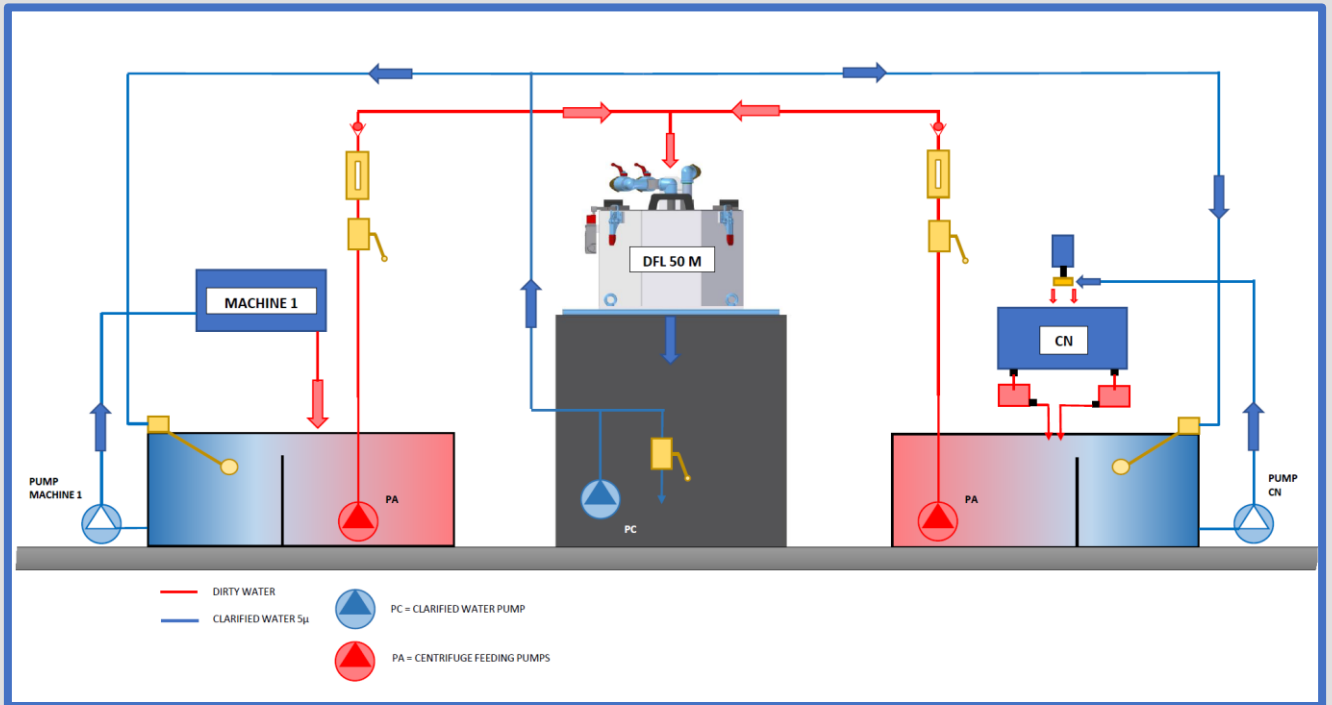 DFL 50 M
MACHINE 1
CN
PUMP
MACHINE 1
PA
PC
PA
PUMP
CN
DIRTY WATER
CLARIFIED WATER 5µ
PC = CLARIFIED WATER PUMP
PA = CENTRIFUGE FEEDING PUMPS